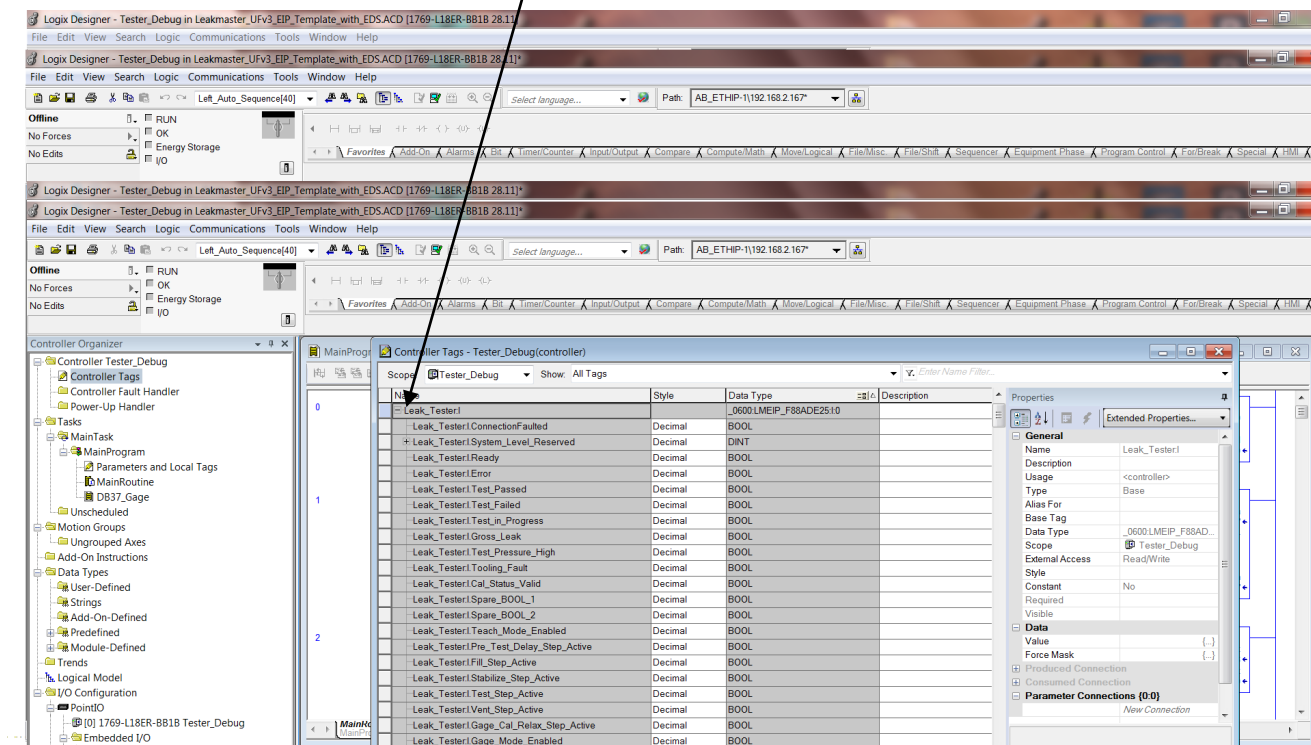 Logix Designer - Tester_Debug in Leakmaster_UFv3_EIP_Template_with_EDS.ACD [1769-L18ER-BB1B 28.11]
File Edit View Search Logic Communications Tools Window Help
Logix Designer - Tester_Debug in Leakmaster_UFv3_EIP_Template_with_EDS.ACD [1769-L18ER-BB1B 28.11]*
File Edit View Search Logic Communications Tools Window Help
Left_Auto_Sequence[40] Select language... Path: AB_ETHIP-1\192.168.2.167*
Offline RUN
No Forces OK
Energy Storage
No Edits I/O
Favorites Add-On Alarms Bit Timer/Counter Input/Output Compare Compute/Math Move/Logical File/Misc. File/Shift Sequencer Equipment Phase Program Control For/Break Special HMI
Logix Designer - Tester_Debug in Leakmaster_UFv3_EIP_Template_with_EDS.ACD [1769-L18ER-BB1B 28.11]*
Logix Designer - Tester_Debug in Leakmaster_UFv3_EIP_Template_with_EDS.ACD [1769-L18ER-BB1B 28.11]*
File Edit View Search Logic Communications Tools Window Help
Left_Auto_Sequence[40] Select language... Path: AB_ETHIP-1\192.168.2.167*
Offline RUN
No Forces OK
Energy Storage
No Edits I/O
Favorites Add-On Alarms Bit Timer/Counter Input/Output Compare Compute/Math Move/Logical File/Misc. File/Shift Sequencer Equipment Phase Program Control For/Break Special HMI
Controller Organizer
Controller Tester_Debug
Controller Tags
Controller Fault Handler
Power-Up Handler
Tasks
MainTask
MainProgram
Parameters and Local Tags
MainRoutine
DB37_Gage
Unscheduled
Motion Groups
Ungrouped Axes
Add-On Instructions
Data Types
User-Defined
Strings
Add-On-Defined
Predefined
Module-Defined
Trends
Logical Model
I/O Configuration
PointIO
[0] 1769-L18ER-BB1B Tester_Debug
Embedded I/O
MainProgr
0
1
2
MainRo
MainPro
Controller Tags - Tester_Debug(controller)
Scope: Tester_Debug Show: All Tags Enter Name Filter...
Name Style Data Type Description
Leak_Tester:I _0600:LMEIP_F88ADE25:I:0
Leak_Tester:I.ConnectionFaulted Decimal BOOL
Leak_Tester:I.System_Level_Reserved Decimal DINT
Leak_Tester:I.Ready Decimal BOOL
Leak_Tester:I.Error Decimal BOOL
Leak_Tester:I.Test_Passed Decimal BOOL
Leak_Tester:I.Test_Failed Decimal BOOL
Leak_Tester:I.Test_in_Progress Decimal BOOL
Leak_Tester:I.Gross_Leak Decimal BOOL
Leak_Tester:I.Test_Pressure_High Decimal BOOL
Leak_Tester:I.Tooling_Fault Decimal BOOL
Leak_Tester:I.Cal_Status_Valid Decimal BOOL
Leak_Tester:I.Spare_BOOL_1 Decimal BOOL
Leak_Tester:I.Spare_BOOL_2 Decimal BOOL
Leak_Tester:I.Teach_Mode_Enabled Decimal BOOL
Leak_Tester:I.Pre_Test_Delay_Step_Active Decimal BOOL
Leak_Tester:I.Fill_Step_Active Decimal BOOL
Leak_Tester:I.Stabilize_Step_Active Decimal BOOL
Leak_Tester:I.Test_Step_Active Decimal BOOL
Leak_Tester:I.Vent_Step_Active Decimal BOOL
Leak_Tester:I.Gage_Cal_Relax_Step_Active Decimal BOOL
Leak_Tester:I.Gage_Mode_Enabled Decimal BOOL
Properties
Extended Properties...
General
Name Leak_Tester:I
Description
Usage <controller>
Type Base
Alias For
Base Tag
Data Type _0600:LMEIP_F88AD...
Scope Tester_Debug
External Access Read/Write
Style
Constant No
Required
Visible
Data
Value {...}
Force Mask {...}
Produced Connection
Consumed Connection
Parameter Connections {0:0}
New Connection